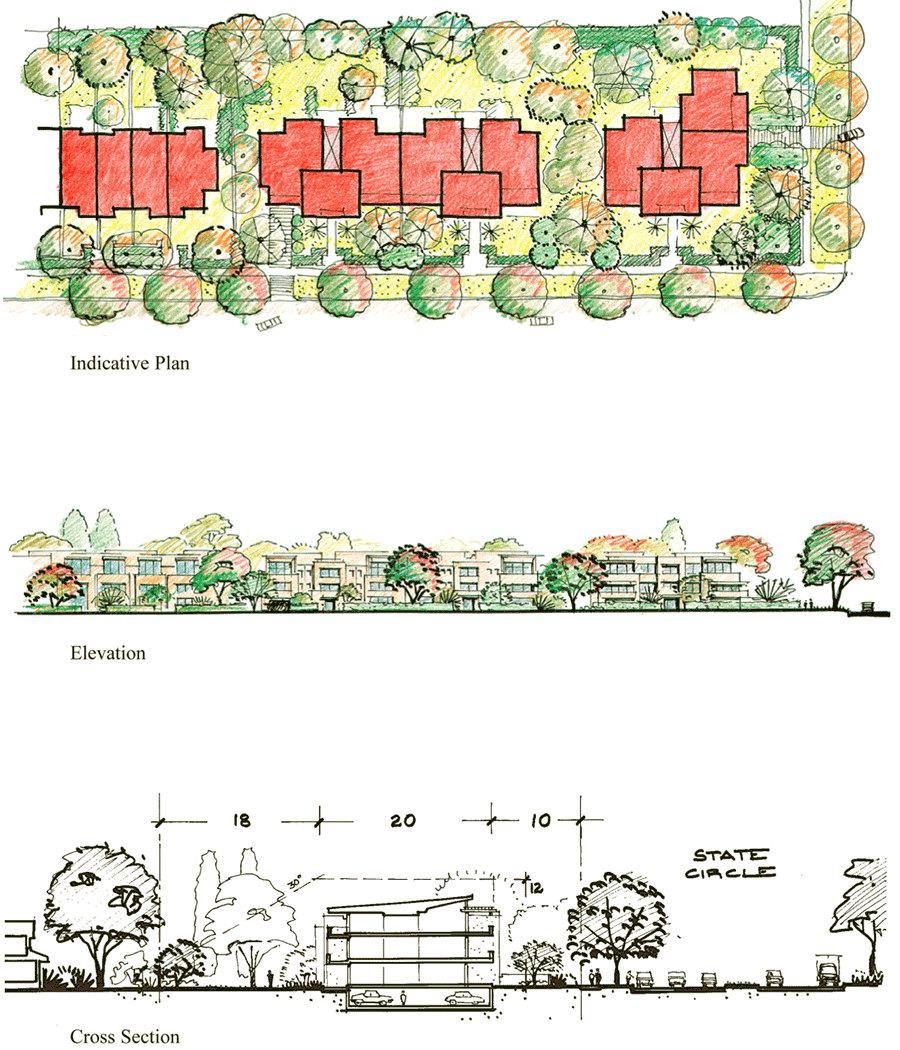 Indicative Plan
Elevation
18 20 10
STATE
CIRCLE
30°
12
Cross Section